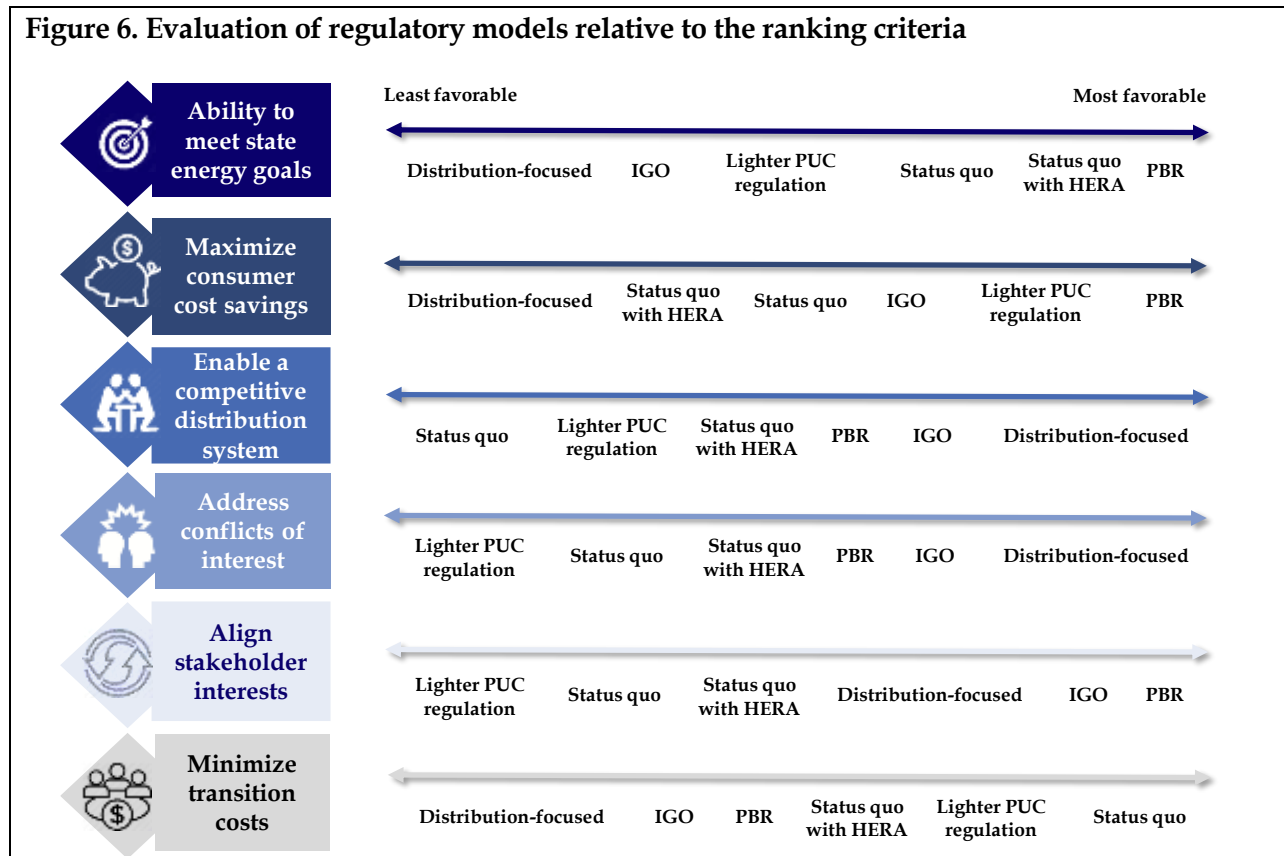 Figure 6. Evaluation of regulatory models relative to the ranking criteria
Least favorable
Most favorable
Ability to
meet state
energy goals
Distribution-focused
IGO
Lighter PUC
regulation
Status quo
Status quo
with HERA
PBR
$
Maximize
consumer
cost savings
Distribution-focused
Status quo
with HERA
Status quo
IGO
Lighter PUC
regulation
PBR
Enable a
competitive
distribution
system
Status quo
Lighter PUC
regulation
Status quo
with HERA
PBR
IGO
Distribution-focused
Address
conflicts of
interest
Lighter PUC
regulation
Status quo
Status quo
with HERA
PBR
IGO
Distribution-focused
Align
stakeholder
interests
Lighter PUC
regulation
Status quo
Status quo
with HERA
Distribution-focused
IGO
PBR
$
Minimize
transition
costs
Distribution-focused
IGO
PBR
Status quo
with HERA
Lighter PUC
regulation
Status quo